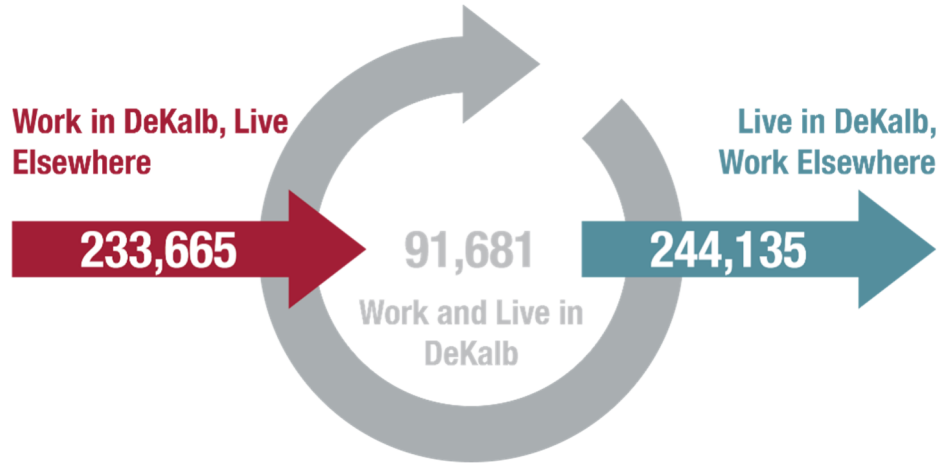 Work in DeKalb, Live
Elsewhere
233,665
91,681
Work and Live in
DeKalb
Live in DeKalb,
Work Elsewhere
244,135